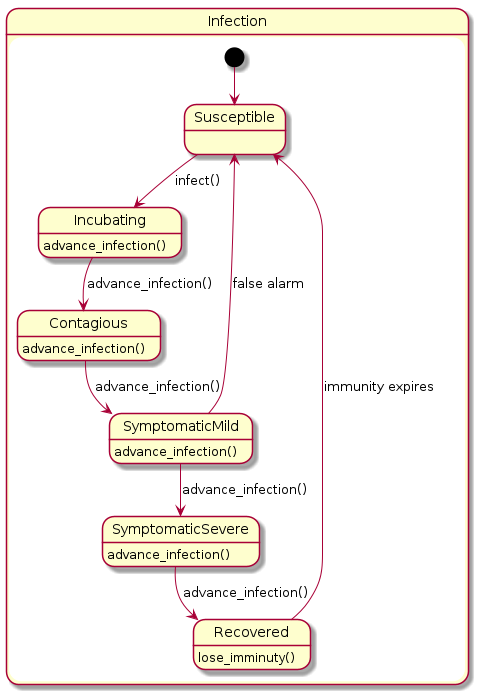 Infection
Susceptible
infect()
Incubating
advance_infection()
advance_infection()
false alarm
Contagious
advance_infection()
advance_infection()
immunity expires
SymptomaticMild
advance_infection()
advance_infection()
SymptomaticSevere
advance_infection()
advance_infection()
Recovered
lose_imminuty()